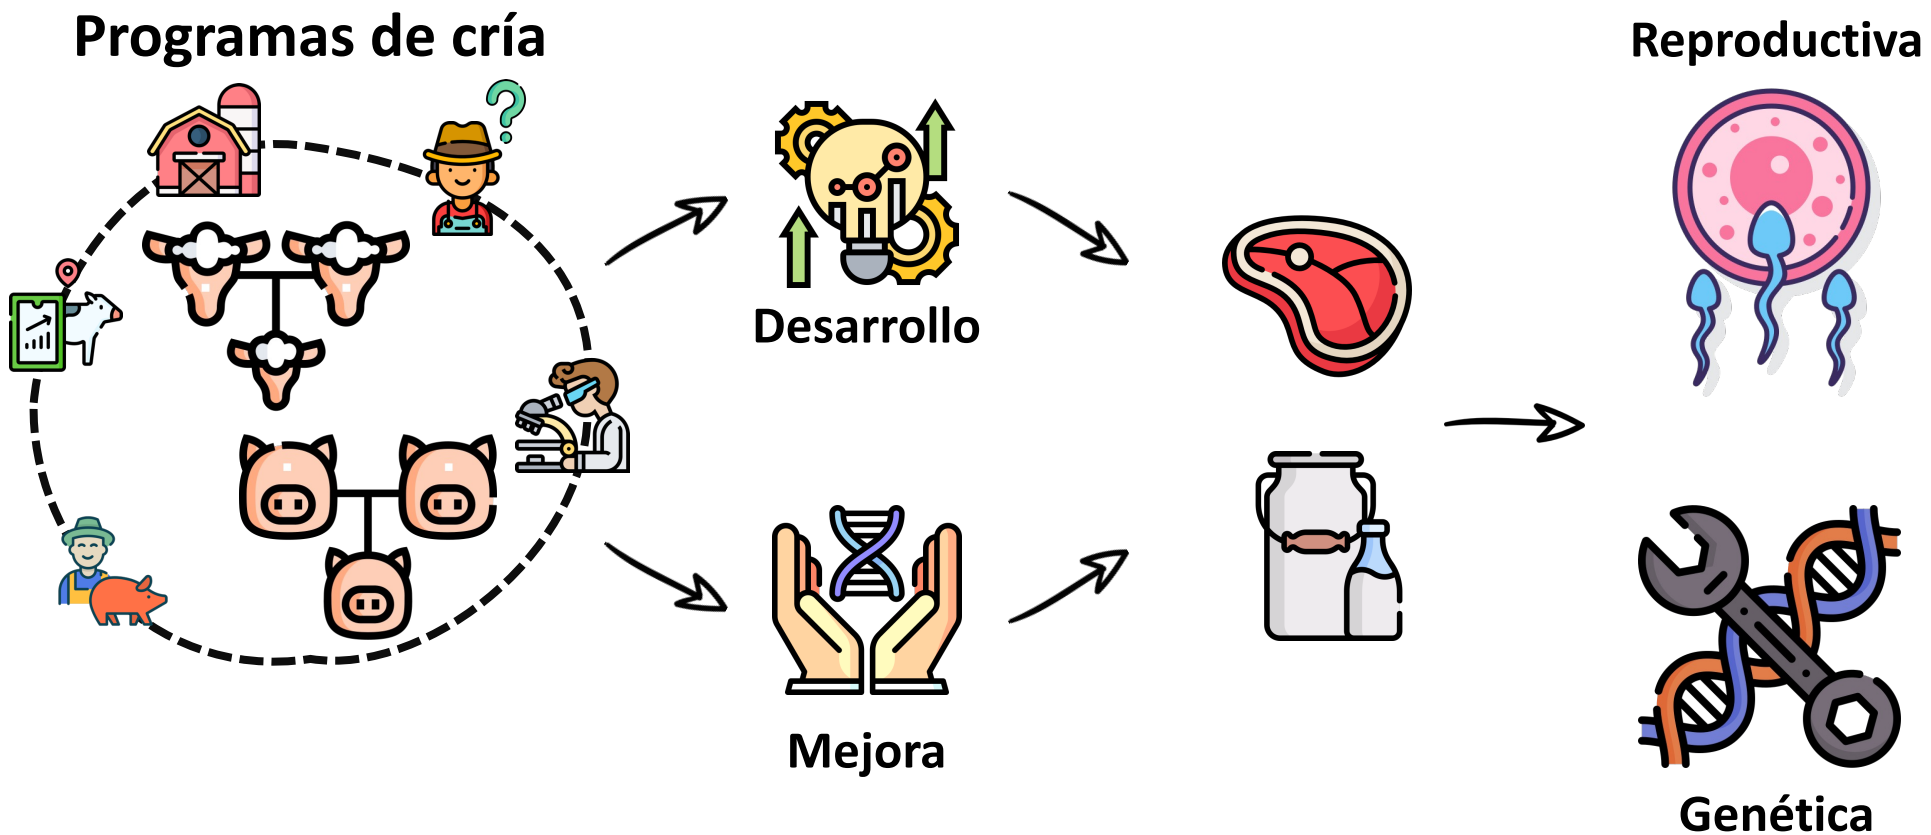 Programas de cría
Reproductiva
Desarrollo
Mejora
Genética